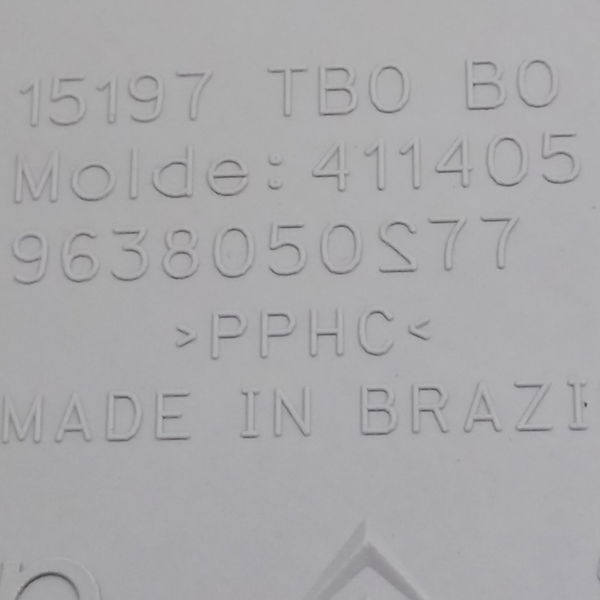 15197 TBO BO
Molde: 411405
9638050277
>PPHC<
MADE IN BRAZI